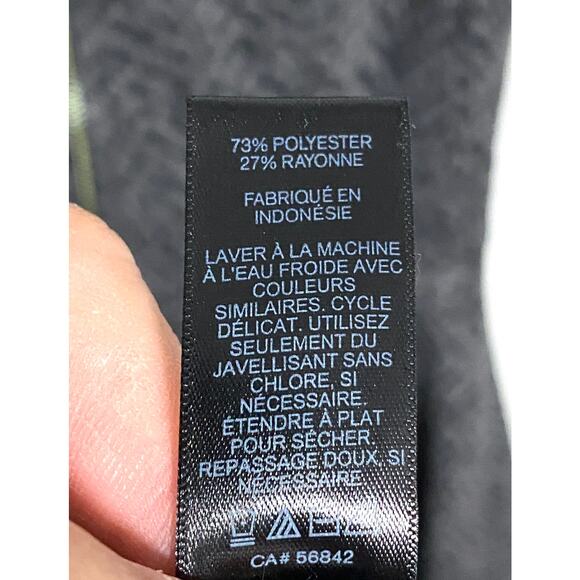 73% POLYESTER
27% RAYONNE
FABRIQUÉ EN
INDONÉSIE
LAVER À LA MACHINE
À L'EAU FROIDE AVEC
COULEURS
SIMILAIRES. CYCLE
DÉLICAT. UTILISEZ
SEULEMENT DU
JAVELLISANT SANS
CHLORE, SI
NÉCESSAIRE.
ÉTENDRE À PLAT
POUR SÉCHER.
REPASSAGE DOUX, SI
NÉCESSAIRE
CA# 56842